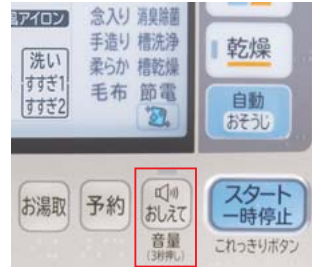 風アイロン
念入り 消臭除菌
手造り 槽洗浄
柔らか 槽乾燥
毛布 節電
洗い
すすぎ1
すすぎ2
乾燥
自動
おそうじ
お湯取
予約
おしえて
音量
(3秒押し)
スタート
一時停止
これっきりボタン